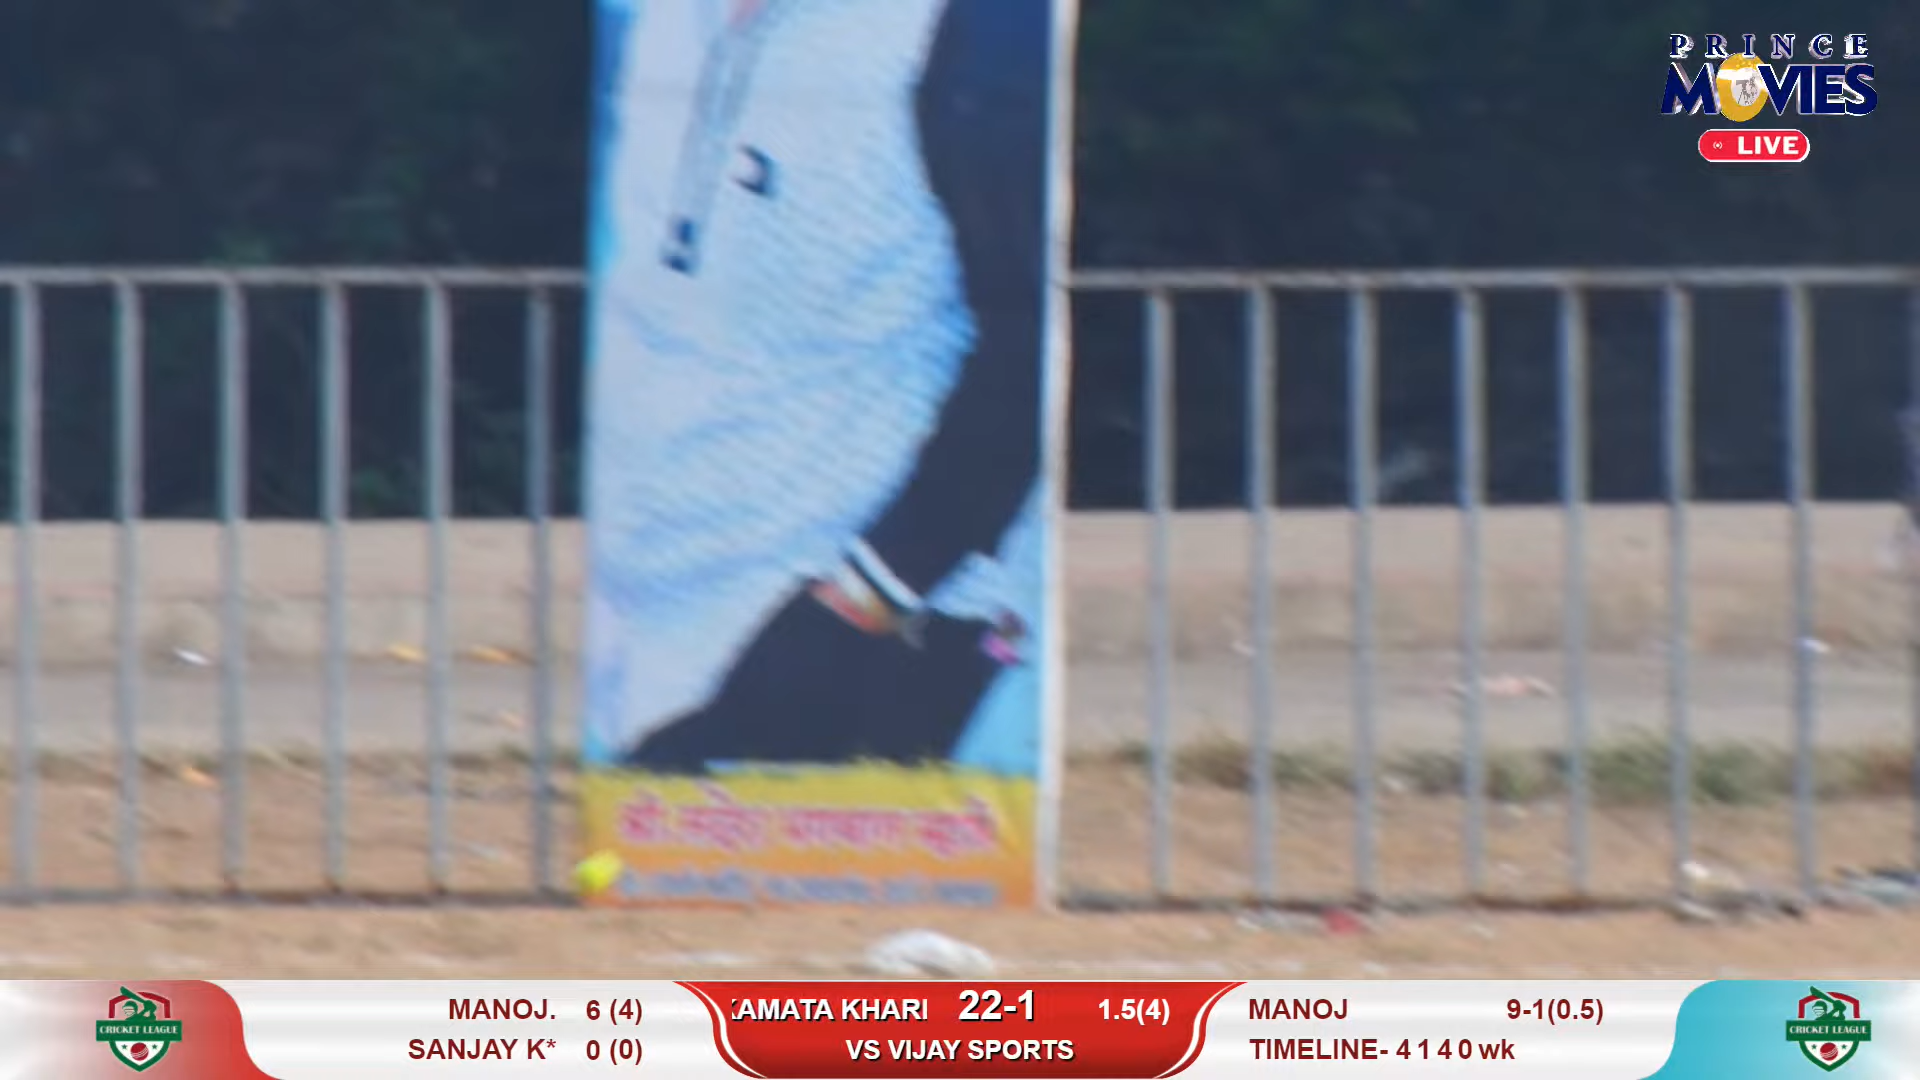 PRINCE
MOVIES
LIVE
CRICKET LEAGUE
MANOJ. 6 (4)
SANJAY K* 0 (0)
KAMATA KHARI 22-1 1.5(4)
VS VIJAY SPORTS
MANOJ 9-1(0.5)
TIMELINE- 4 1 4 0 wk
CRICKET LEAGUE